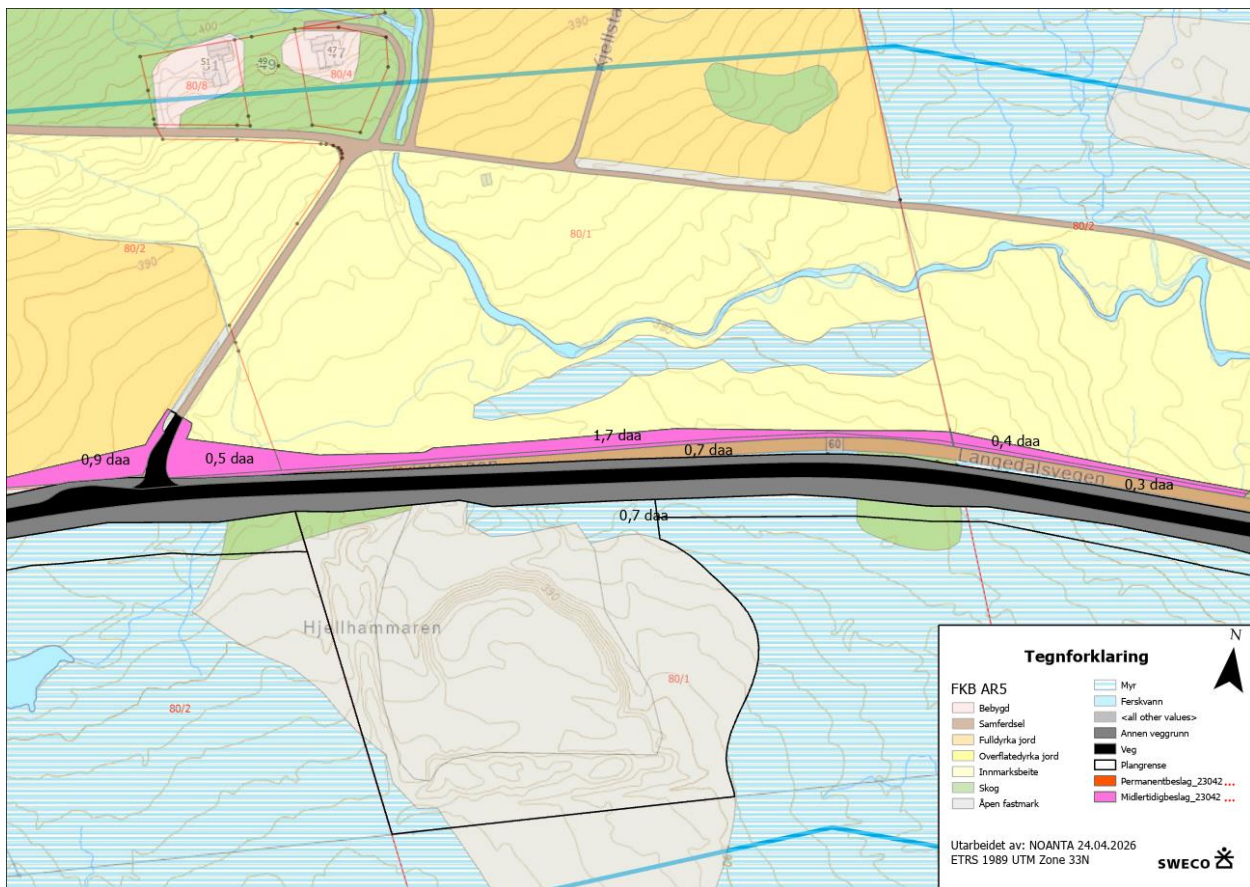 400
390
Kjellsta
51
49
47
80/8
80/4
80/1
80/2
80/2
390
390
0,9 daa
0,5 daa
1,7 daa
0,7 daa
60
0,4 daa
Langedalsvegen
0,3 daa
0,7 daa
390
Hjellhammaren
80/1
80/2
N
Tegnforklaring
FKB AR5
Bebygd
Samferdsel
Fulldyrka jord
Overflatedyrka jord
Innmarksbeite
Skog
Åpen fastmark
Myr
Ferskvann
<all other values>
Annen veggrunn
Veg
Plangrense
Permanentbeslag_23042 ...
Midlertidigbeslag_23042 ...
Utarbeidet av: NOANTA 24.04.2026
ETRS 1989 UTM Zone 33N
SWECO